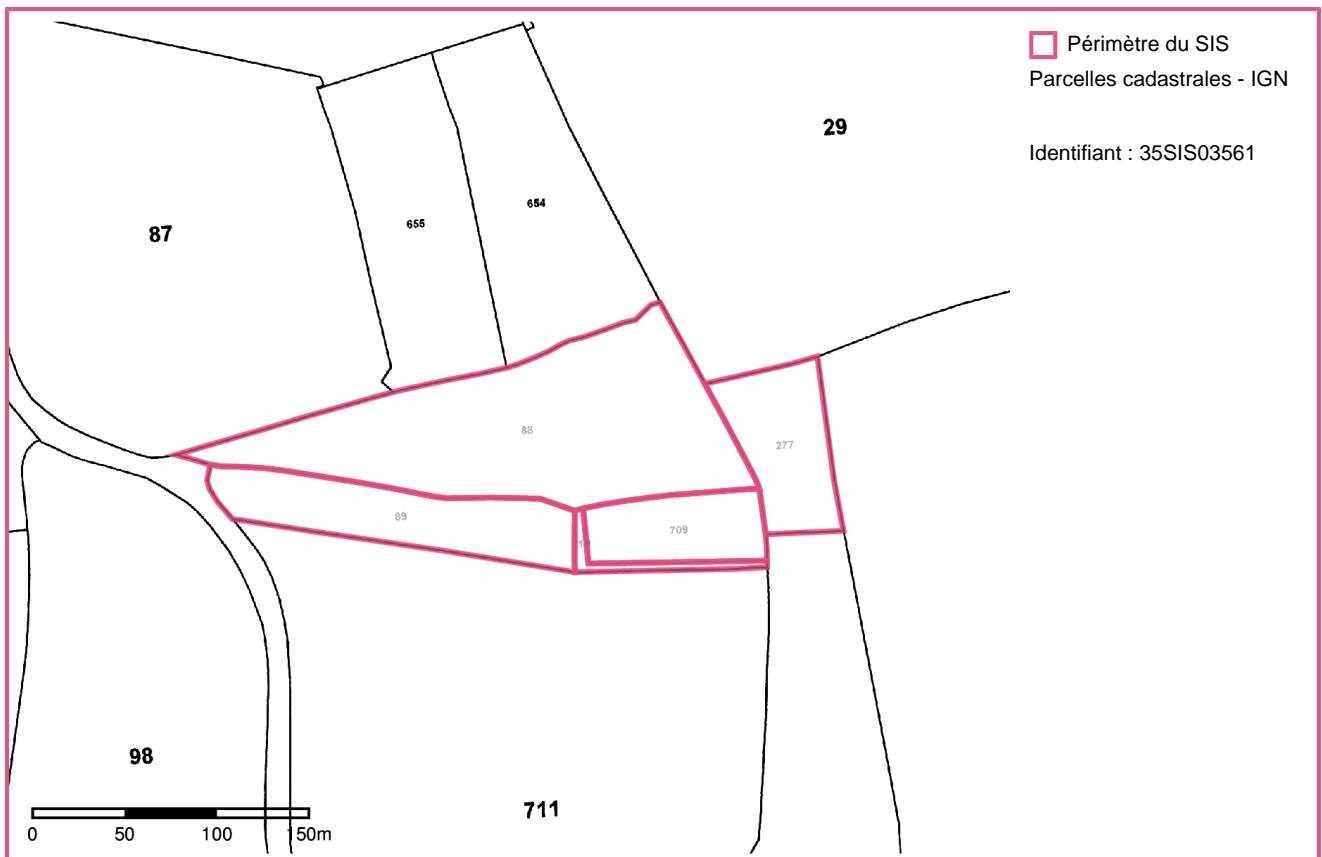 Périmètre du SIS
Parcelles cadastrales - IGN
Identifiant : 35SIS03561
29
654
655
87
88
277
89
709
98
711
0 50 100 150m